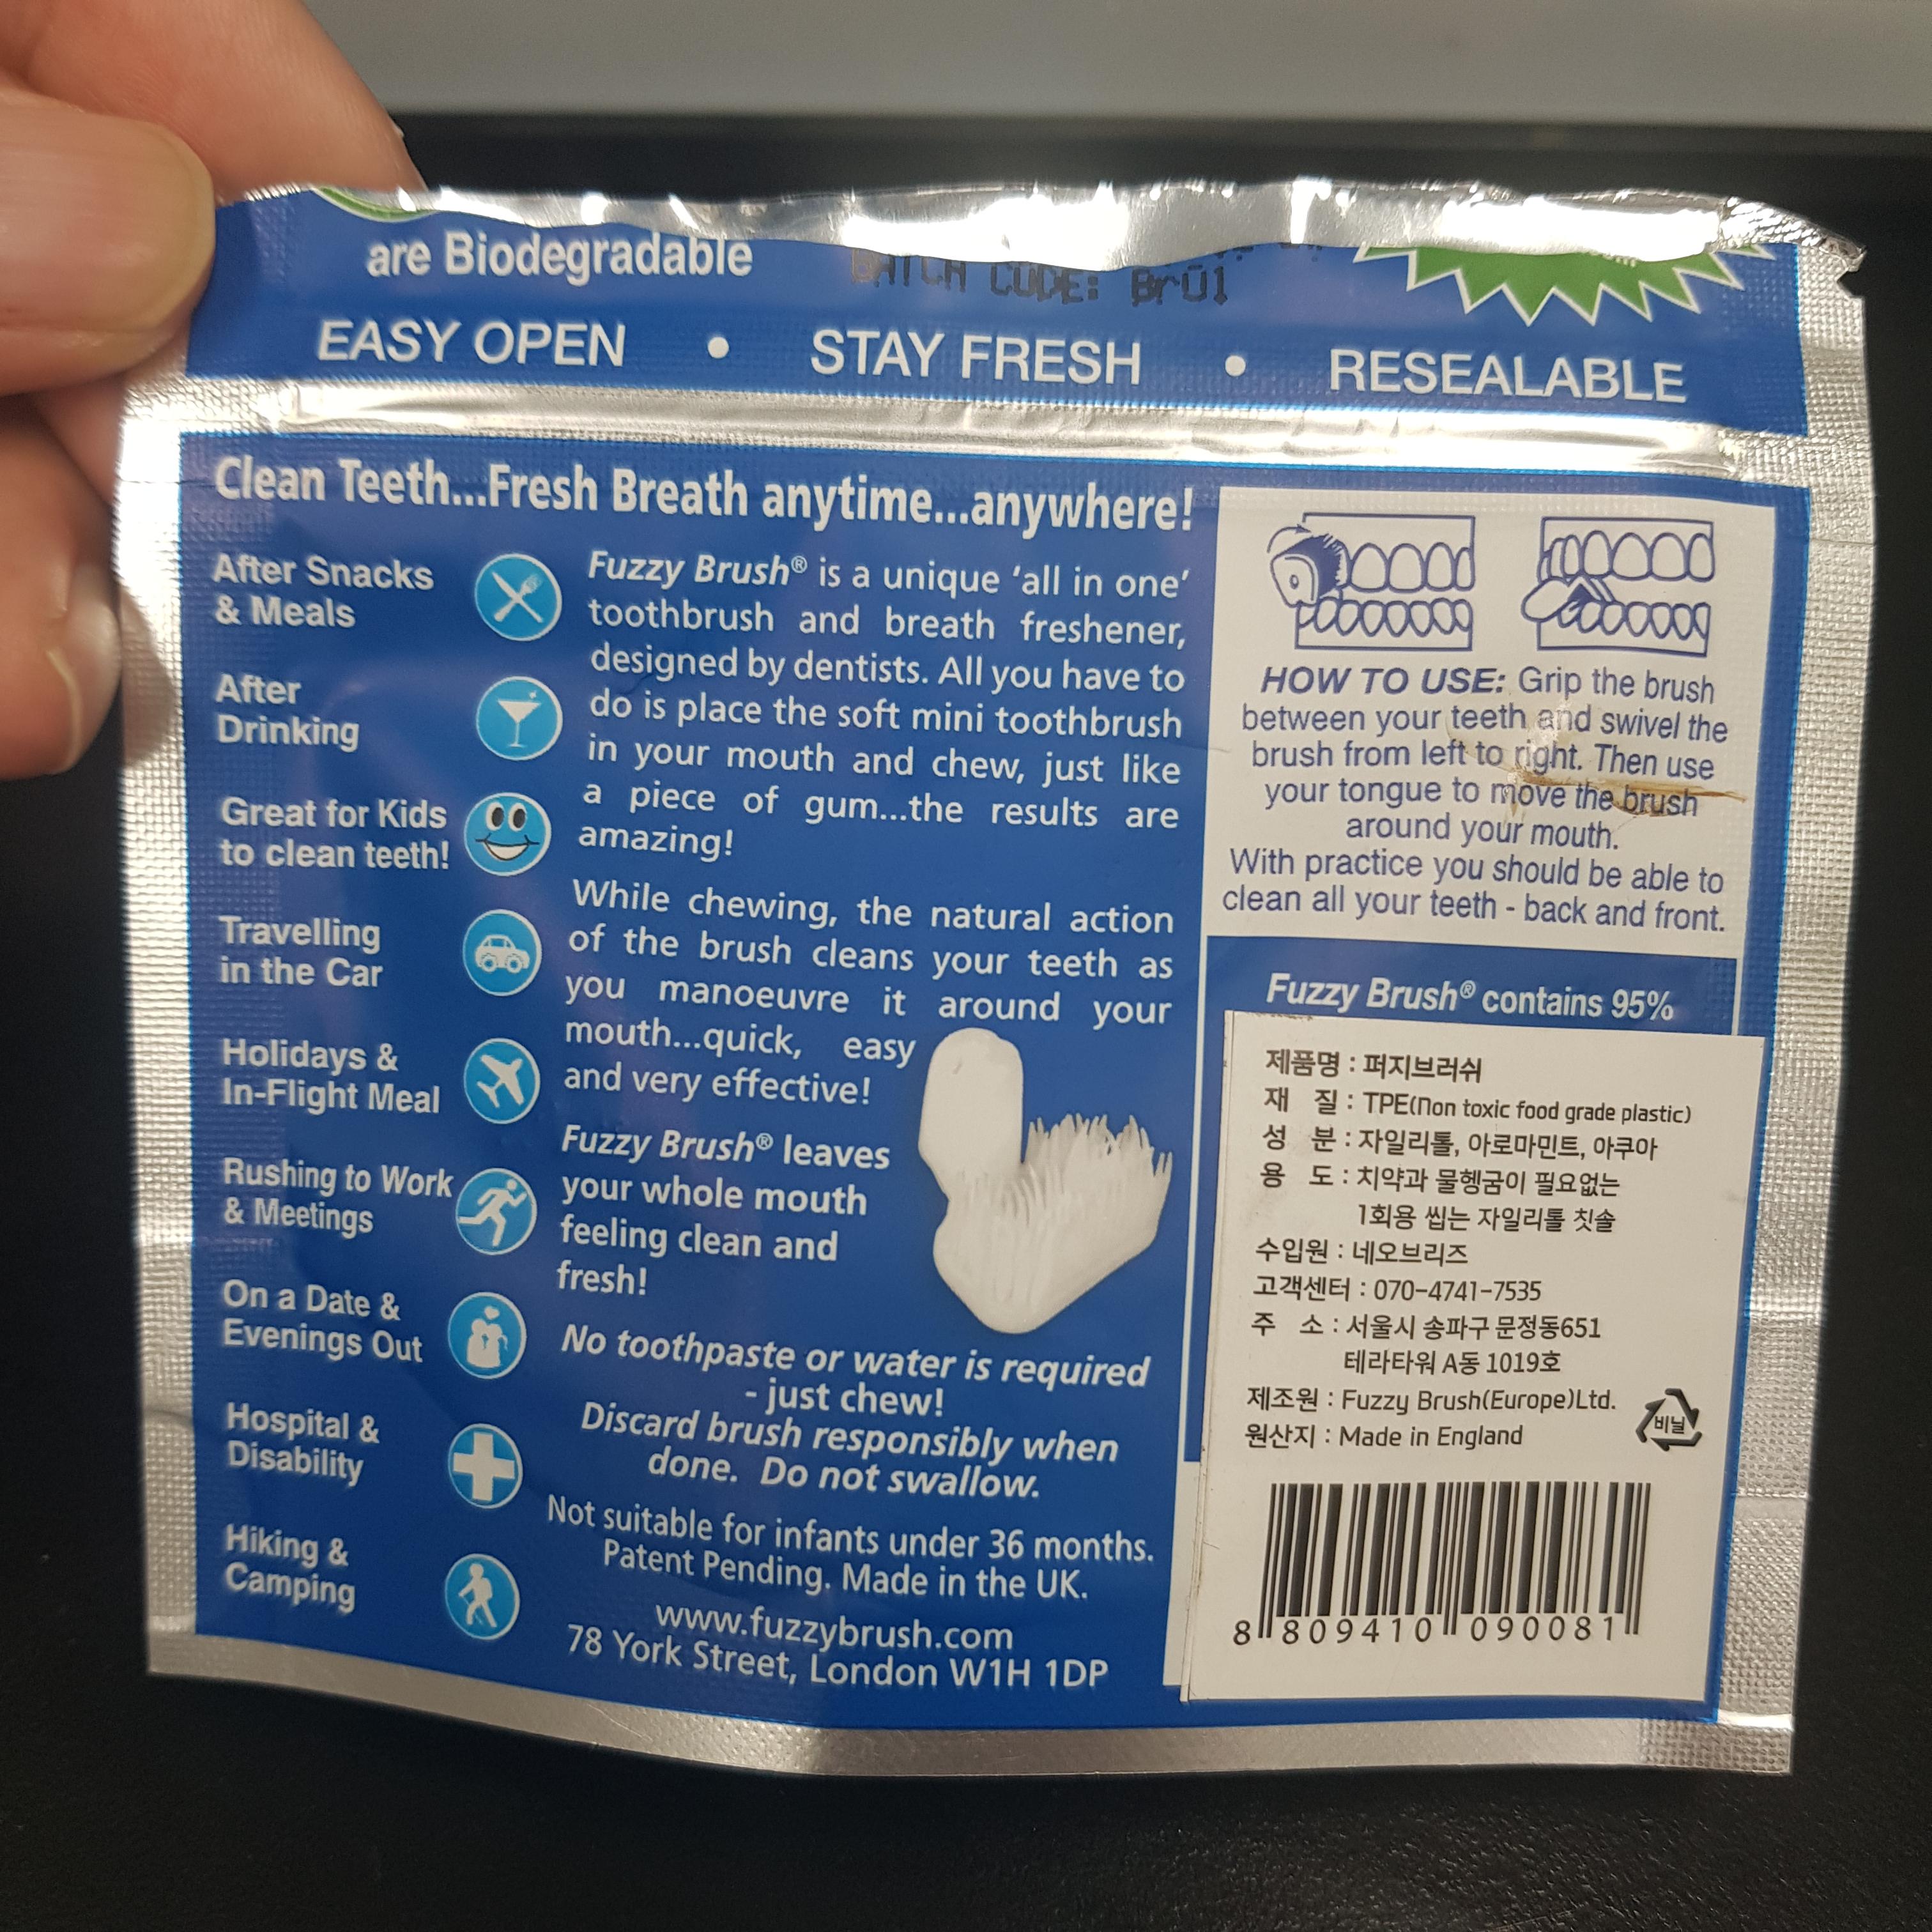 are Biodegradable
BATCH CODE: Br01
EASY OPEN • STAY FRESH • RESEALABLE
Clean Teeth...Fresh Breath anytime...anywhere!
After Snacks
& Meals
After
Drinking
Great for Kids
to clean teeth!
Travelling
in the Car
Holidays &
In-Flight Meal
Rushing to Work
& Meetings
On a Date &
Evenings Out
Hospital &
Disability
Hiking &
Camping
Fuzzy Brush® is a unique ‘all in one’
toothbrush and breath freshener,
designed by dentists. All you have to
do is place the soft mini toothbrush
in your mouth and chew, just like
a piece of gum...the results are
amazing!
While chewing, the natural action
of the brush cleans your teeth as
you manoeuvre it around your
mouth...quick, easy
and very effective!
Fuzzy Brush® leaves
your whole mouth
feeling clean and
fresh!
No toothpaste or water is required
- just chew!
Discard brush responsibly when
done. Do not swallow.
Not suitable for infants under 36 months.
Patent Pending. Made in the UK.
www.fuzzybrush.com
78 York Street, London W1H 1DP
HOW TO USE: Grip the brush
between your teeth and swivel the
brush from left to right. Then use
your tongue to move the brush
around your mouth.
With practice you should be able to
clean all your teeth - back and front.
Fuzzy Brush® contains 95%
제품명 : 퍼지브러쉬
재 질 : TPE(Non toxic food grade plastic)
성 분 : 자일리톨, 아로마민트, 아쿠아
용 도 : 치약과 물헹굼이 필요없는
1회용 씹는 자일리톨 칫솔
수입원 : 네오브리즈
고객센터 : 070-4741-7535
주 소 : 서울시 송파구 문정동651
테라타워 A동 1019호
제조원 : Fuzzy Brush(Europe)Ltd.
원산지 : Made in England
비닐
8 809410 090081